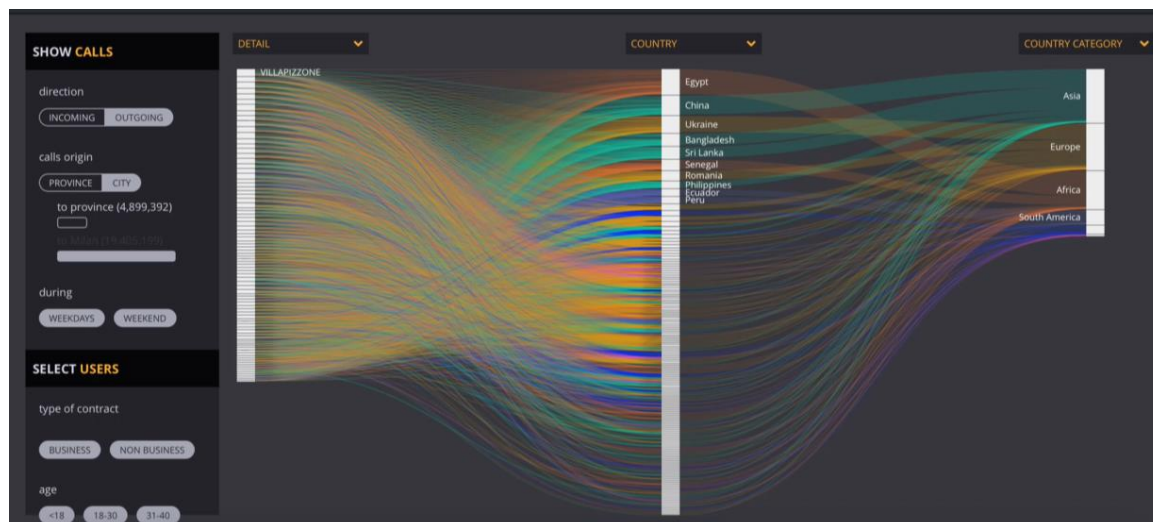 SHOW CALLS
direction
INCOMING OUTGOING
calls origin
PROVINCE CITY
to province (4,899,392)
during
WEEKDAYS WEEKEND
SELECT USERS
type of contract
BUSINESS NON BUSINESS
age
<18 18-30 31-40
DETAIL
VILLAPIZZONE
COUNTRY
Egypt
China
Ukraine
Bangladesh
Sri Lanka
Senegal
Romania
Philippines
Ecuador
Peru
COUNTRY CATEGORY
Asia
Europe
Africa
South America